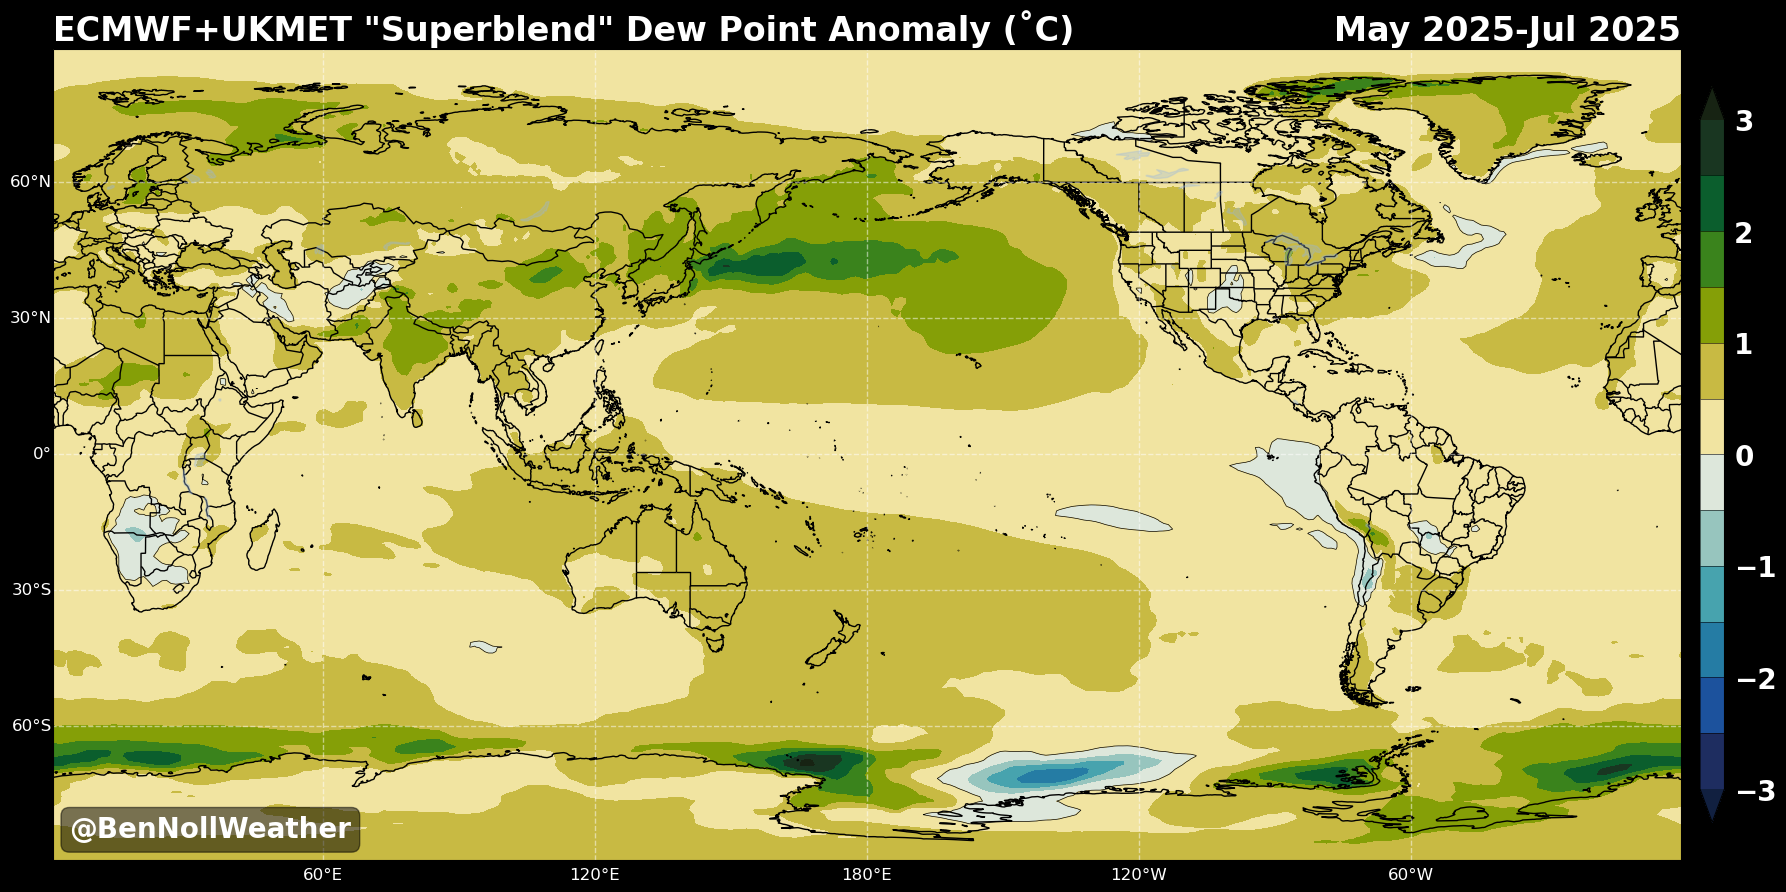 ECMWF+UKMET "Superblend" Dew Point Anomaly (˚C) May 2025-Jul 2025
60°N
30°N
0°
30°S
60°S
60°E 120°E 180°E 120°W 60°W
3
2
1
0
−1
−2
−3
@BenNollWeather